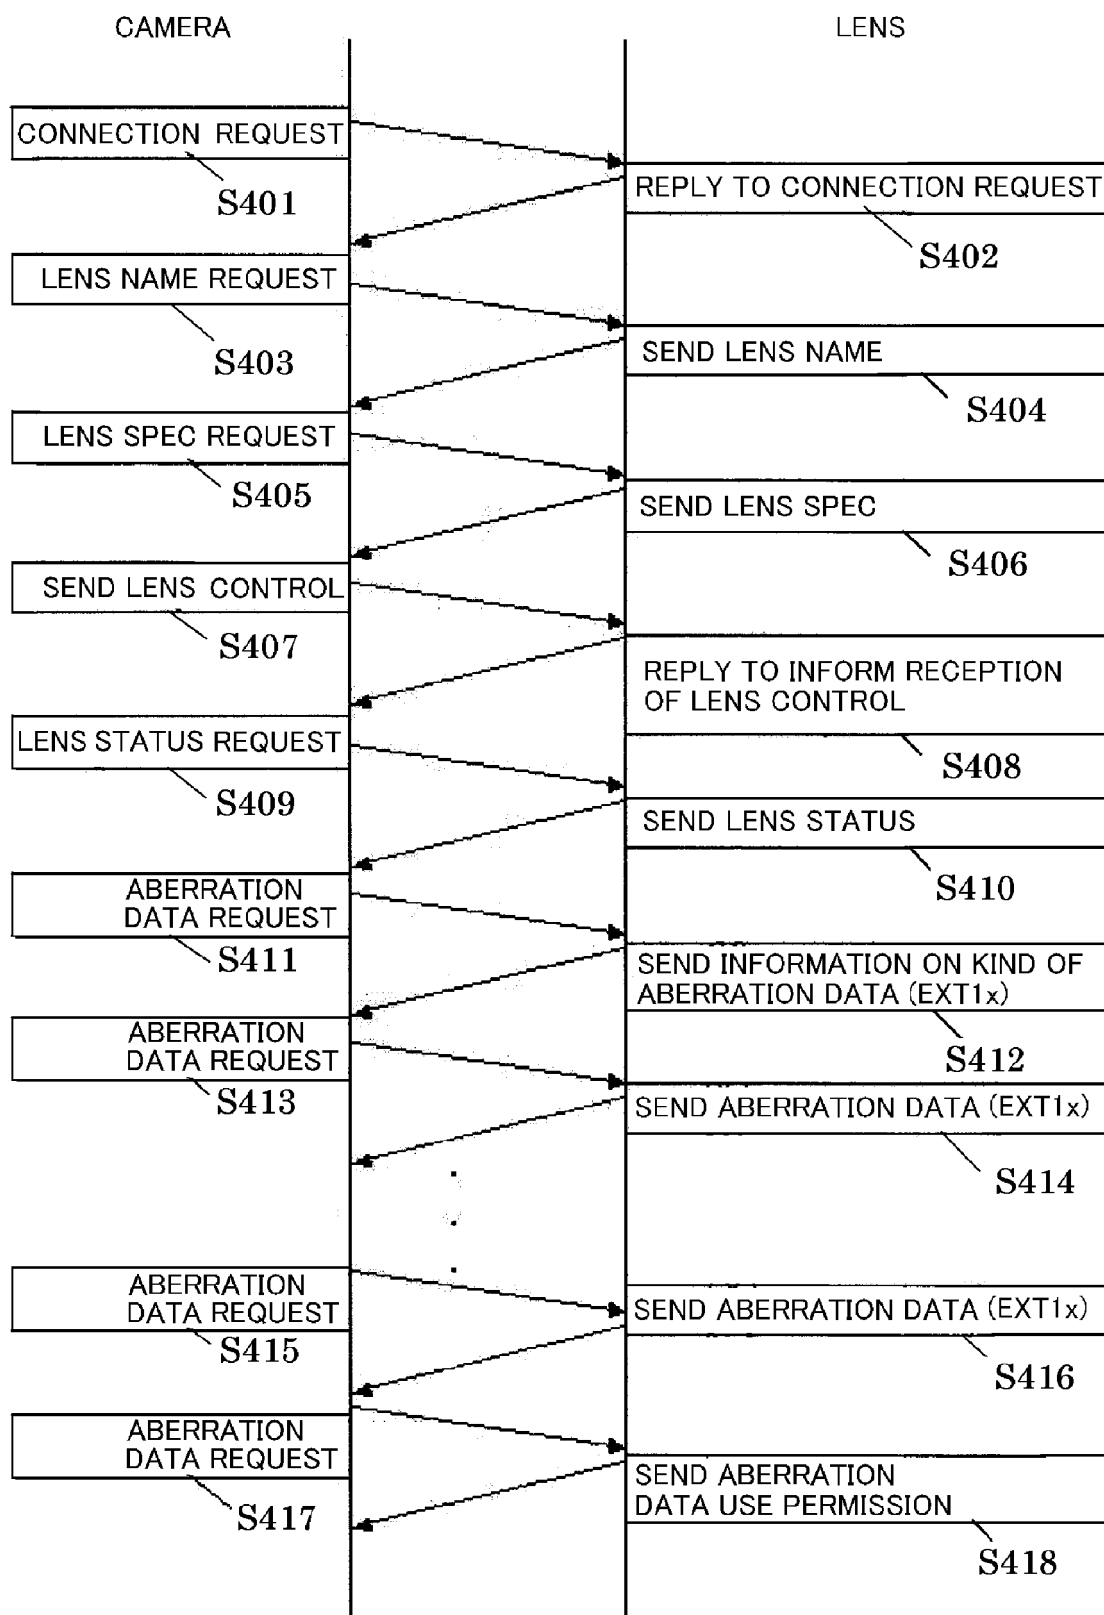 CAMERA
LENS
CONNECTION REQUEST
S401
REPLY TO CONNECTION REQUEST
S402
LENS NAME REQUEST
S403
SEND LENS NAME
S404
LENS SPEC REQUEST
S405
SEND LENS SPEC
S406
SEND LENS CONTROL
S407
REPLY TO INFORM RECEPTION
OF LENS CONTROL
S408
LENS STATUS REQUEST
S409
SEND LENS STATUS
S410
ABERRATION
DATA REQUEST
S411
SEND INFORMATION ON KIND OF
ABERRATION DATA (EXT1x)
S412
ABERRATION
DATA REQUEST
S413
SEND ABERRATION DATA (EXT1x)
S414
ABERRATION
DATA REQUEST
S415
SEND ABERRATION DATA (EXT1x)
S416
ABERRATION
DATA REQUEST
S417
SEND ABERRATION
DATA USE PERMISSION
S418